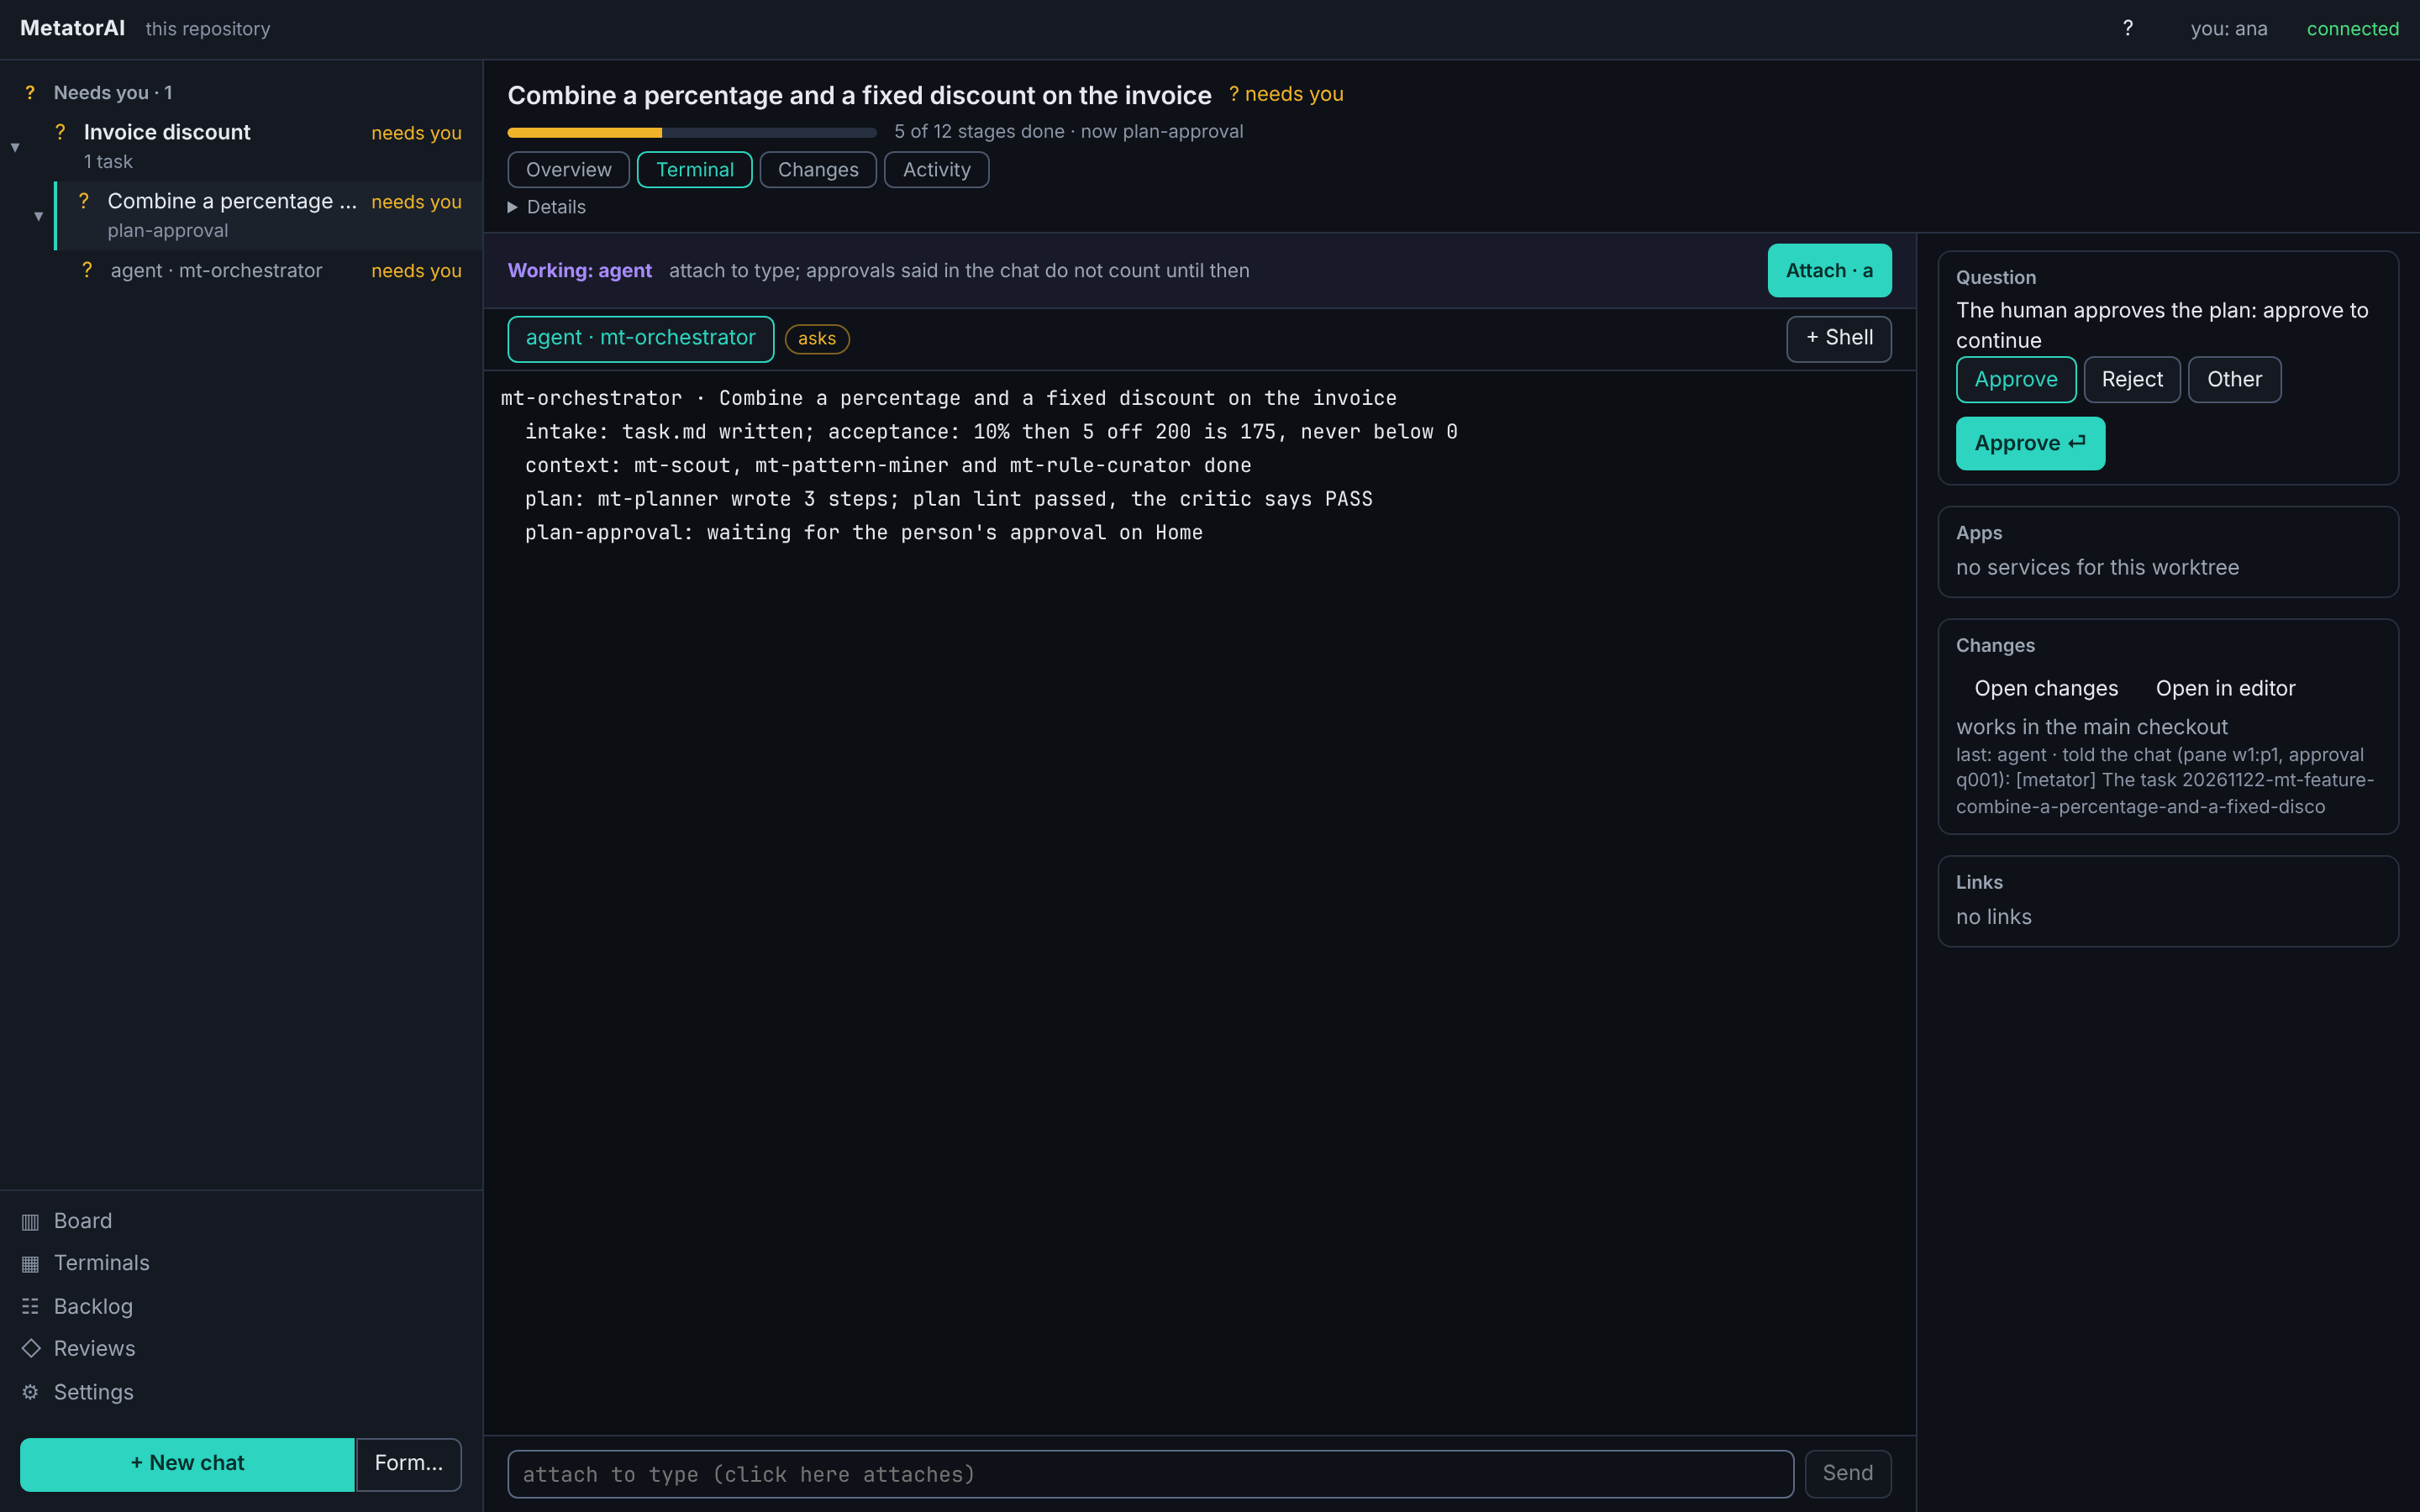 MetatorAI this repository
? you: ana connected
? Needs you · 1
▼ ? Invoice discount needs you
1 task
▼ ? Combine a percentage ... needs you
plan-approval
? agent · mt-orchestrator needs you
Board
Terminals
Backlog
Reviews
Settings
+ New chat Form...
Combine a percentage and a fixed discount on the invoice ? needs you
5 of 12 stages done · now plan-approval
Overview Terminal Changes Activity
▶ Details
Working: agent attach to type; approvals said in the chat do not count until then Attach · a
agent · mt-orchestrator asks + Shell
mt-orchestrator · Combine a percentage and a fixed discount on the invoice
intake: task.md written; acceptance: 10% then 5 off 200 is 175, never below 0
context: mt-scout, mt-pattern-miner and mt-rule-curator done
plan: mt-planner wrote 3 steps; plan lint passed, the critic says PASS
plan-approval: waiting for the person's approval on Home
attach to type (click here attaches) Send
Question
The human approves the plan: approve to
continue
Approve Reject Other
Approve ⏎
Apps
no services for this worktree
Changes
Open changes Open in editor
works in the main checkout
last: agent · told the chat (pane w1:p1, approval
q001): [metator] The task 20261122-mt-feature-
combine-a-percentage-and-a-fixed-disco
Links
no links